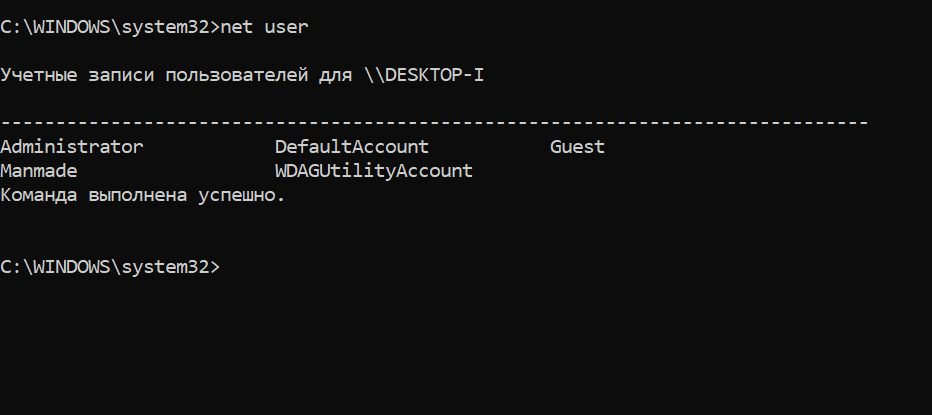 C:\WINDOWS\system32>net user
Учетные записи пользователей для \\DESKTOP-I
-------------------------------------------------------------------------------
Administrator            DefaultAccount           Guest
Manmade                  WDAGUtilityAccount
Команда выполнена успешно.
C:\WINDOWS\system32>